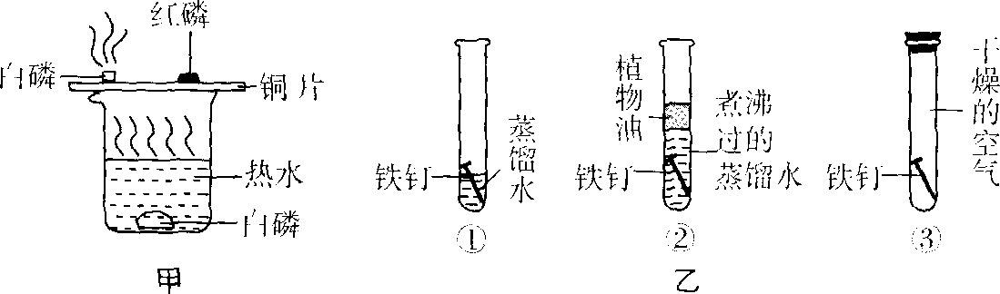 红磷
白磷
铜片
热水
白磷
甲
铁钉
蒸馏水
①
植物油
煮沸过的蒸馏水
铁钉
②
乙
干燥的空气
铁钉
③